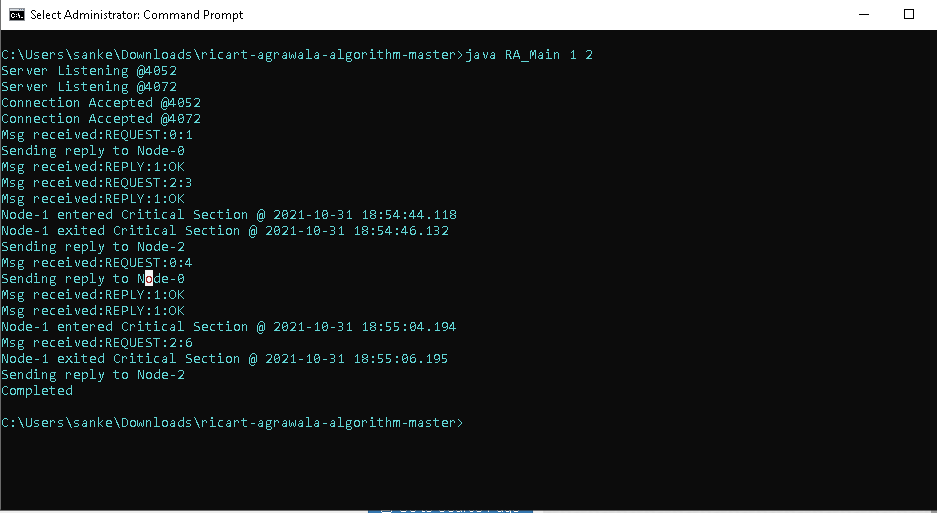 Select Administrator: Command Prompt
C:\Users\sanke\Downloads\ricart-agrawala-algorithm-master>java RA_Main 1 2
Server Listening @4052
Server Listening @4072
Connection Accepted @4052
Connection Accepted @4072
Msg received:REQUEST:0:1
Sending reply to Node-0
Msg received:REPLY:1:OK
Msg received:REQUEST:2:3
Msg received:REPLY:1:OK
Node-1 entered Critical Section @ 2021-10-31 18:54:44.118
Node-1 exited Critical Section @ 2021-10-31 18:54:46.132
Sending reply to Node-2
Msg received:REQUEST:0:4
Sending reply to Node-0
Msg received:REPLY:1:OK
Msg received:REPLY:1:OK
Node-1 entered Critical Section @ 2021-10-31 18:55:04.194
Msg received:REQUEST:2:6
Node-1 exited Critical Section @ 2021-10-31 18:55:06.195
Sending reply to Node-2
Completed
C:\Users\sanke\Downloads\ricart-agrawala-algorithm-master>